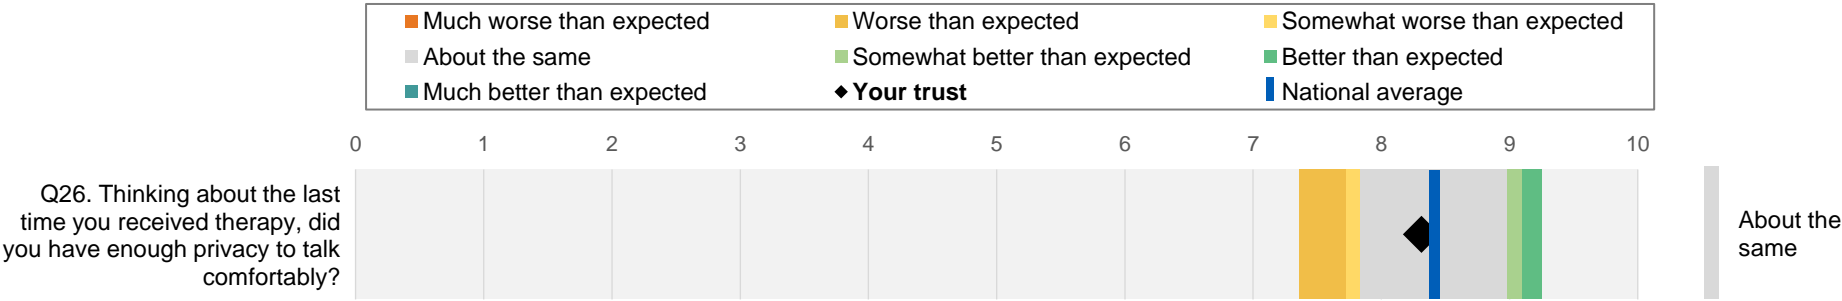 Much worse than expected
Worse than expected
Somewhat worse than expected
About the same
Somewhat better than expected
Better than expected
Much better than expected
Your trust
National average
0 1 2 3 4 5 6 7 8 9 10
Q26. Thinking about the last
time you received therapy, did
you have enough privacy to talk
comfortably?
About the
same